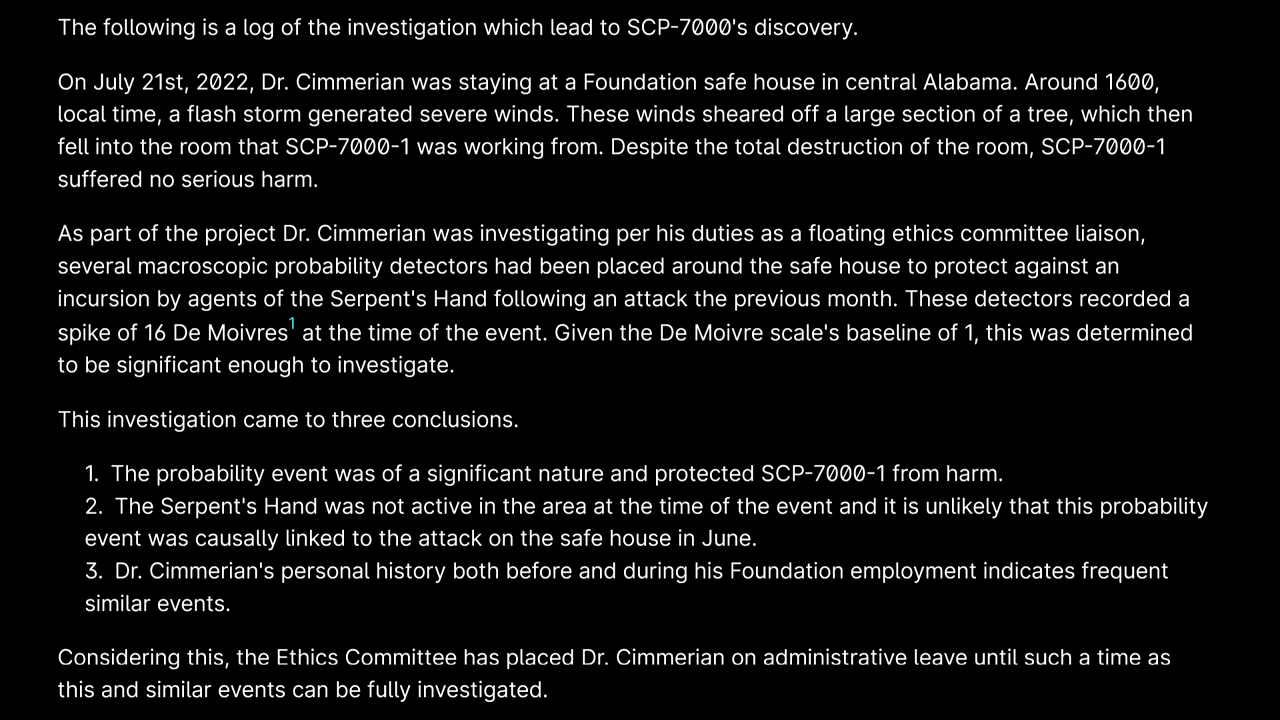 The following is a log of the investigation which lead to SCP-7000's discovery.
On July 21st, 2022, Dr. Cimmerian was staying at a Foundation safe house in central Alabama. Around 1600,
local time, a flash storm generated severe winds. These winds sheared off a large section of a tree, which then
fell into the room that SCP-7000-1 was working from. Despite the total destruction of the room, SCP-7000-1
suffered no serious harm.
As part of the project Dr. Cimmerian was investigating per his duties as a floating ethics committee liaison,
several macroscopic probability detectors had been placed around the safe house to protect against an
incursion by agents of the Serpent's Hand following an attack the previous month. These detectors recorded a
spike of 16 De Moivres1 at the time of the event. Given the De Moivre scale's baseline of 1, this was determined
to be significant enough to investigate.
This investigation came to three conclusions.
1. The probability event was of a significant nature and protected SCP-7000-1 from harm.
2. The Serpent's Hand was not active in the area at the time of the event and it is unlikely that this probability
event was causally linked to the attack on the safe house in June.
3. Dr. Cimmerian's personal history both before and during his Foundation employment indicates frequent
similar events.
Considering this, the Ethics Committee has placed Dr. Cimmerian on administrative leave until such a time as
this and similar events can be fully investigated.